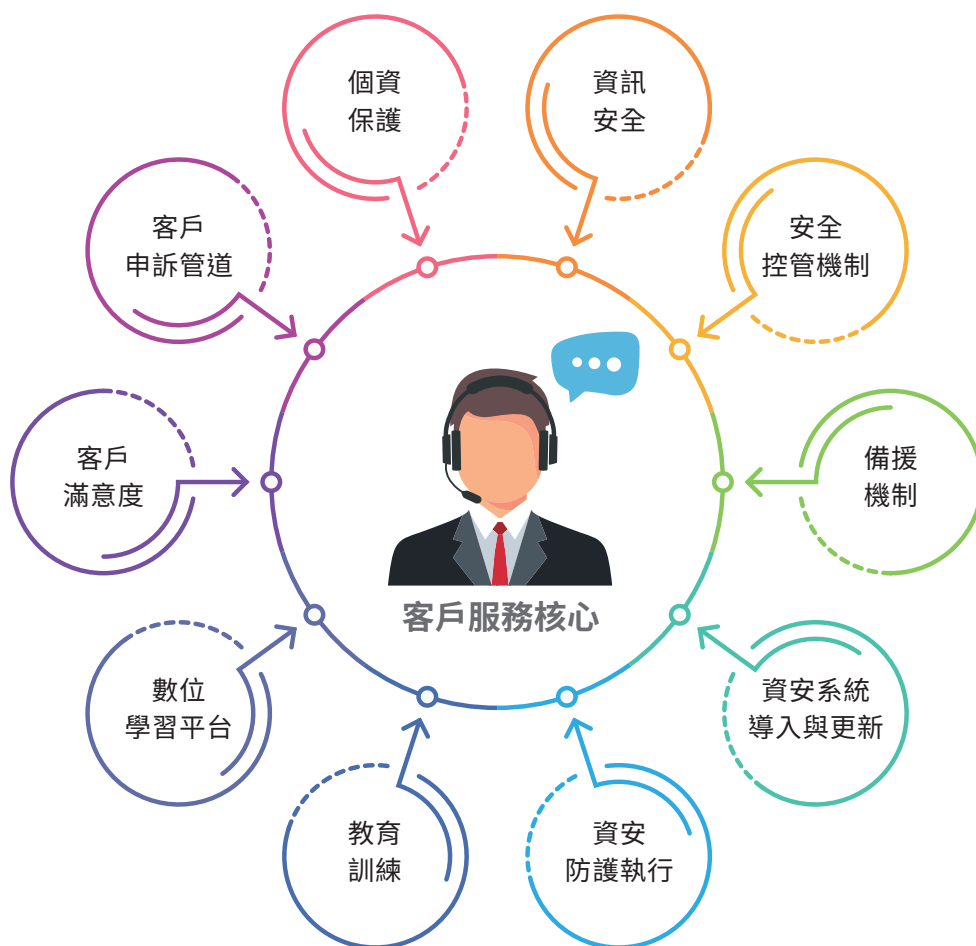 個資
保護
資訊
安全
客戶
申訴管道
安全
控管機制
客戶
滿意度
備援
機制
客戶服務核心
數位
學習平台
資安系統
導入與更新
教育
訓練
資安
防護執行